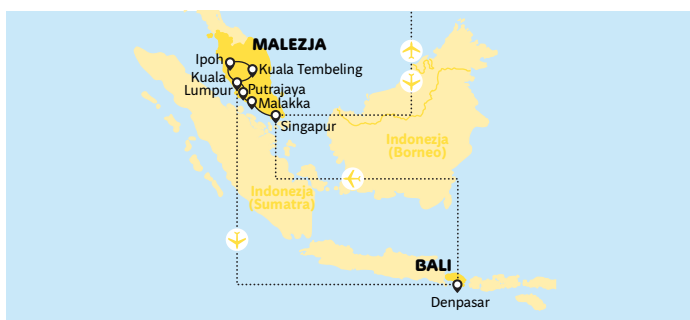 MALEZJA
Ipoh
Kuala Tembeling
Kuala
Lumpur
Putrajaya
Malakka
Singapur
Indonezja
(Borneo)
Indonezja
(Sumatra)
BALI
Denpasar